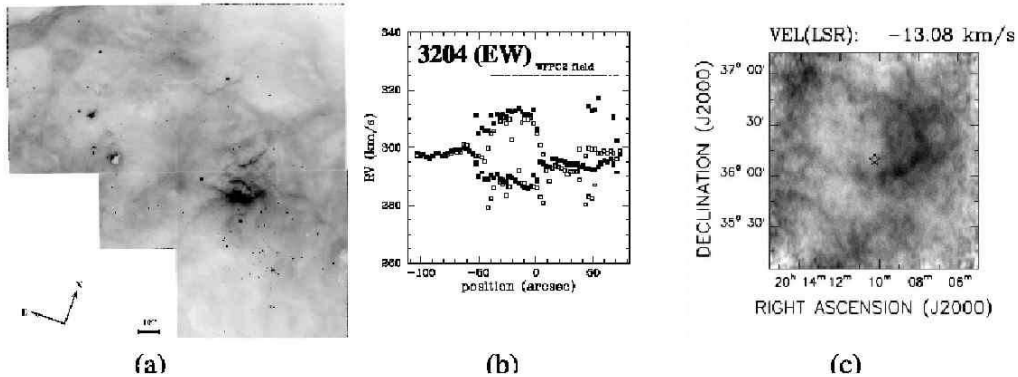 E
N
10"
(a)
3204 (EW)
WFPC2 field
RV (km/s)
340
320
300
280
260
-100
-50
0
50
position (arcsec)
(b)
VEL(LSR): −13.08 km/s
DECLINATION (J2000)
37° 00'
30'
36° 00'
35° 30'
20ʰ 14ᵐ 12ᵐ 10ᵐ 08ᵐ 06ᵐ
RIGHT ASCENSION (J2000)
(c)